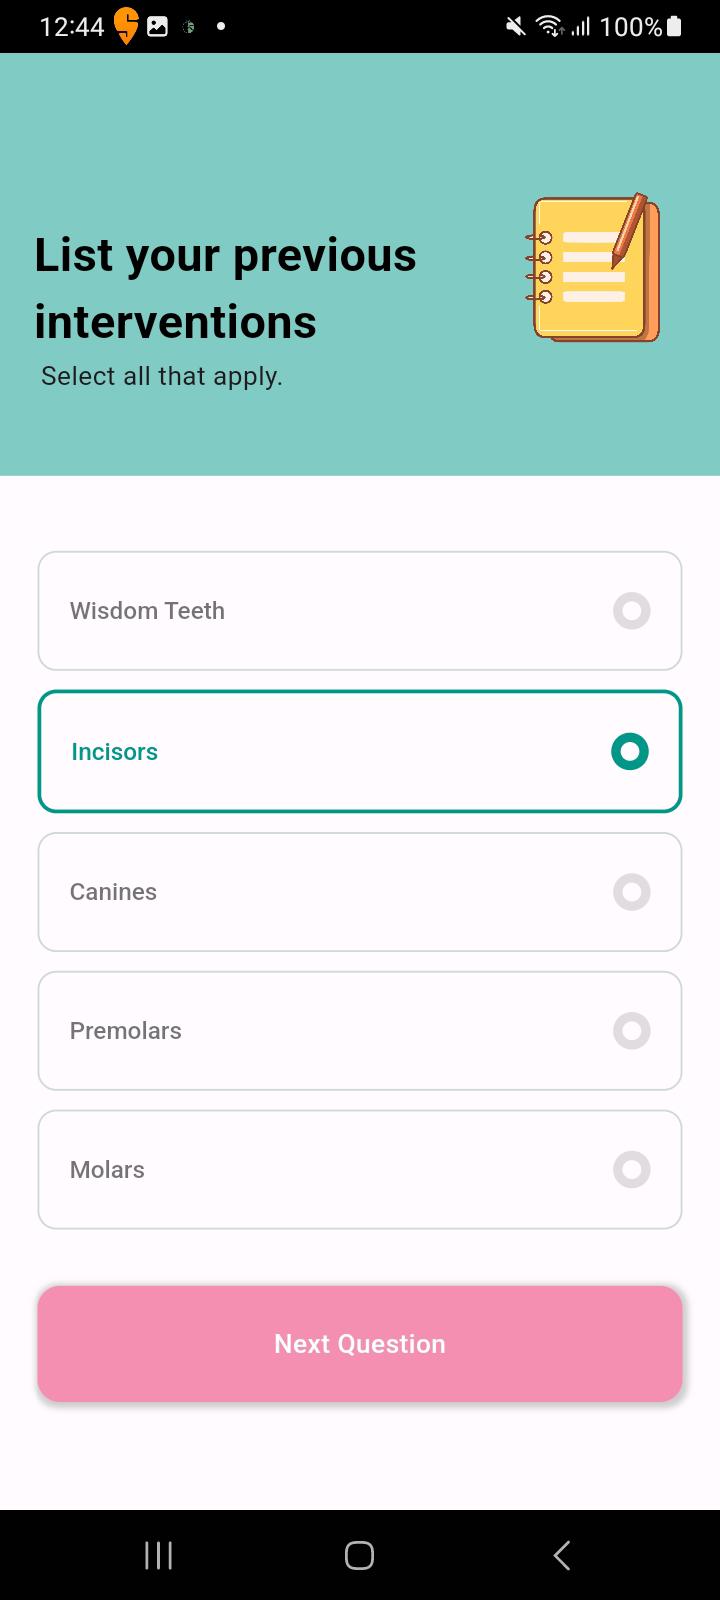 12:44
100%
List your previous
interventions
Select all that apply.
Wisdom Teeth
Incisors
Canines
Premolars
Molars
Next Question